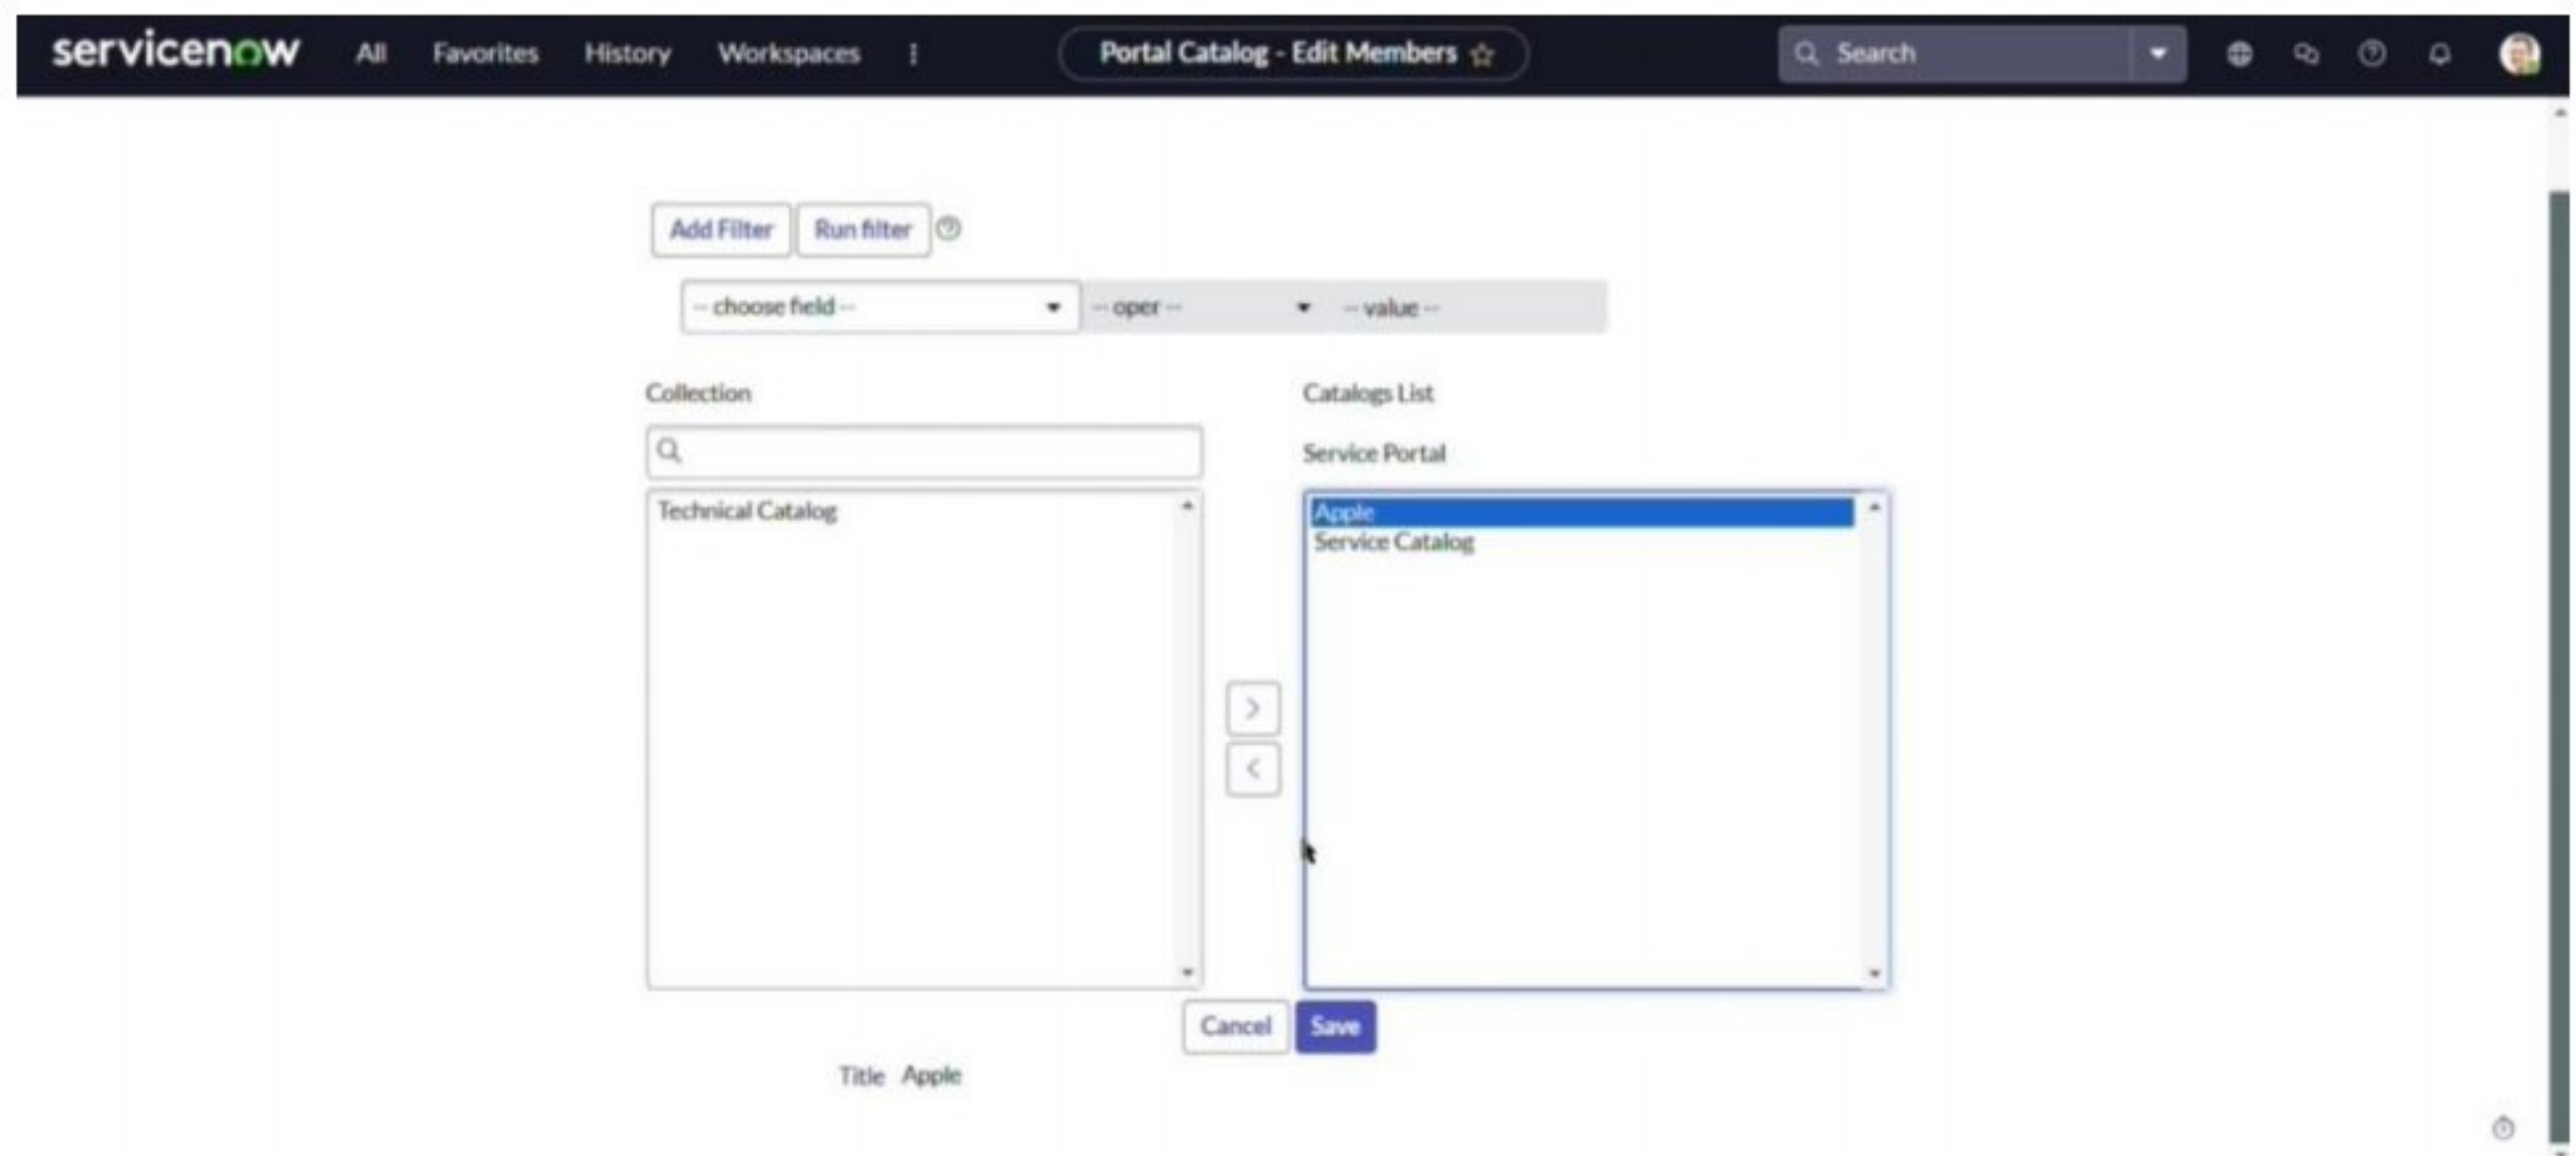 servicenow All Favorites History Workspaces Portal Catalog - Edit Members Search
Add Filter Run filter
-- choose field -- -- oper -- -- value --
Collection Catalogs List
Service Portal
Technical Catalog Apple
Service Catalog
Cancel Save
Title Apple